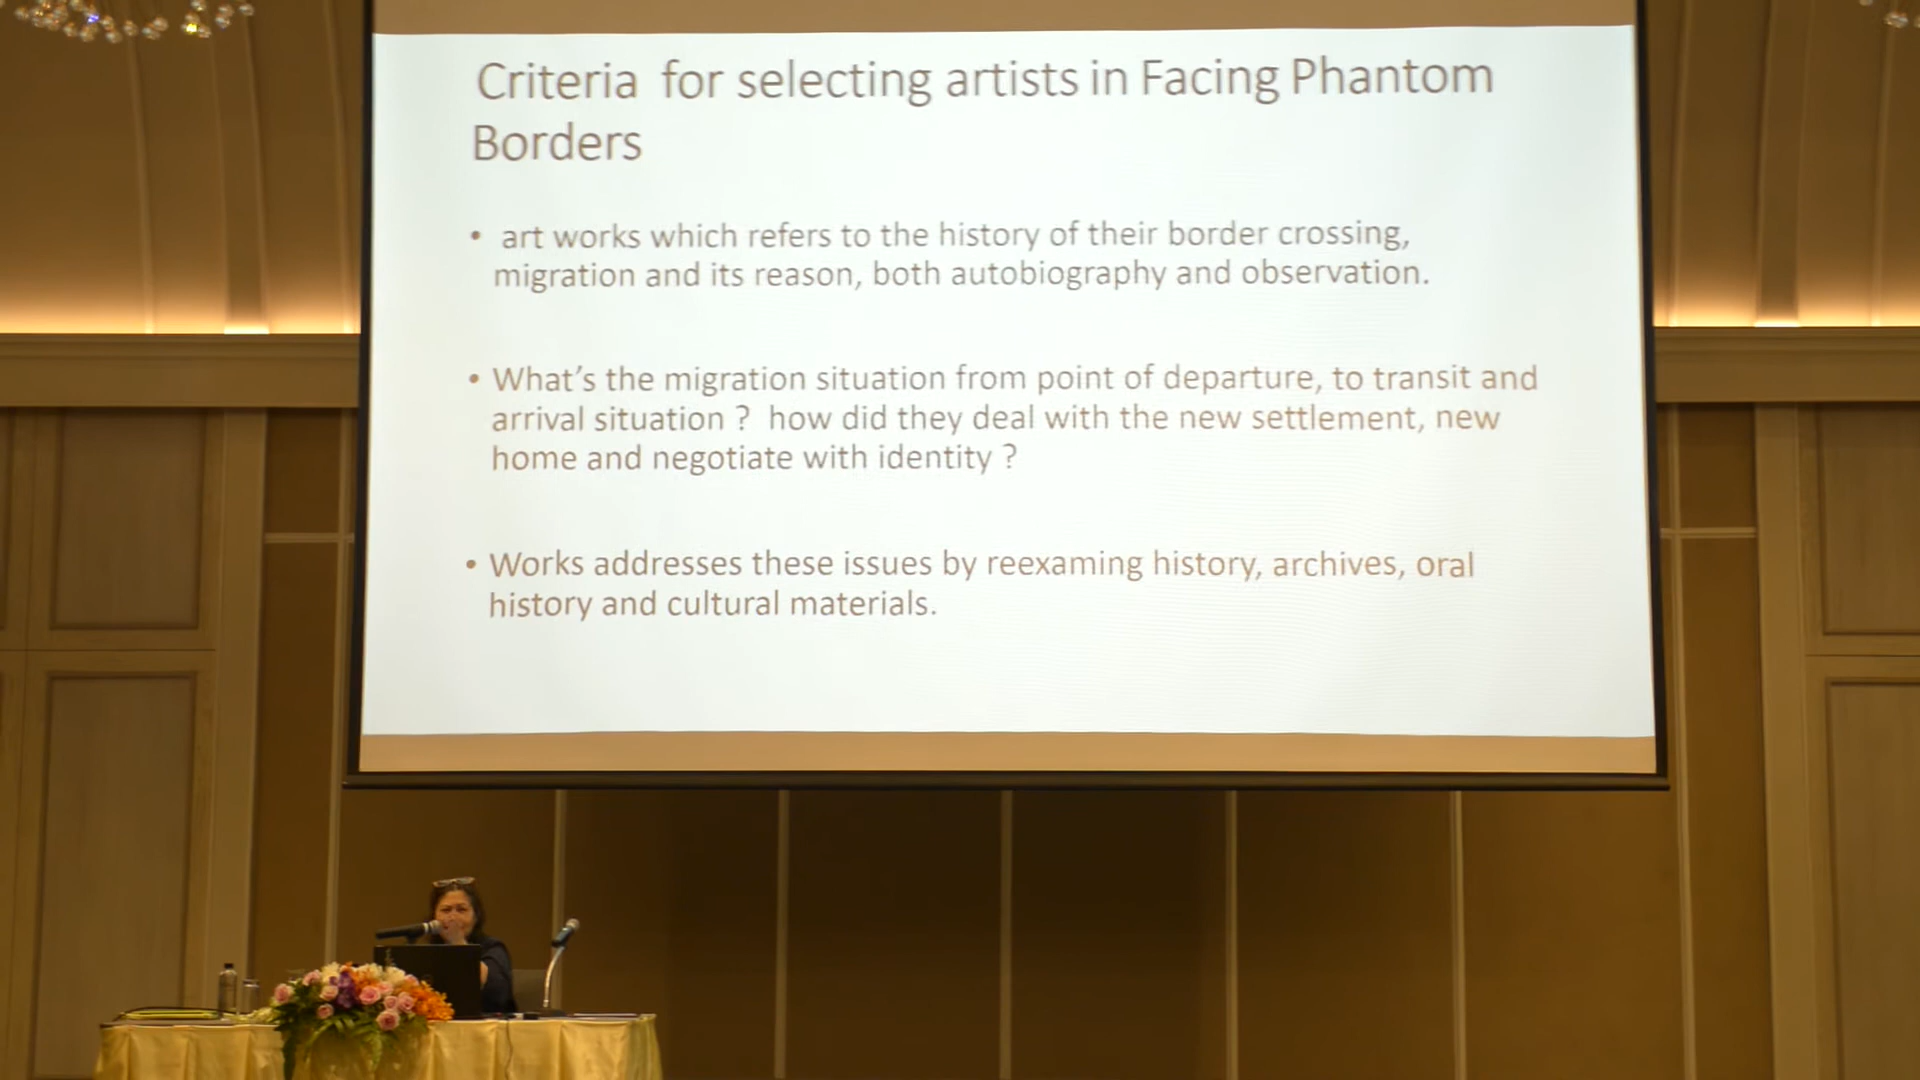 Criteria for selecting artists in Facing Phantom
Borders
• art works which refers to the history of their border crossing,
migration and its reason, both autobiography and observation.
• What's the migration situation from point of departure, to transit and
arrival situation ? how did they deal with the new settlement, new
home and negotiate with identity ?
• Works addresses these issues by reexaming history, archives, oral
history and cultural materials.